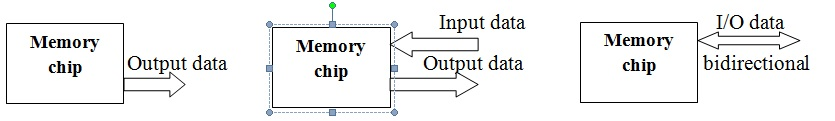 Memory
chip
Output data
Memory
chip
Input data
Output data
Memory
chip
I/O data
bidirectional